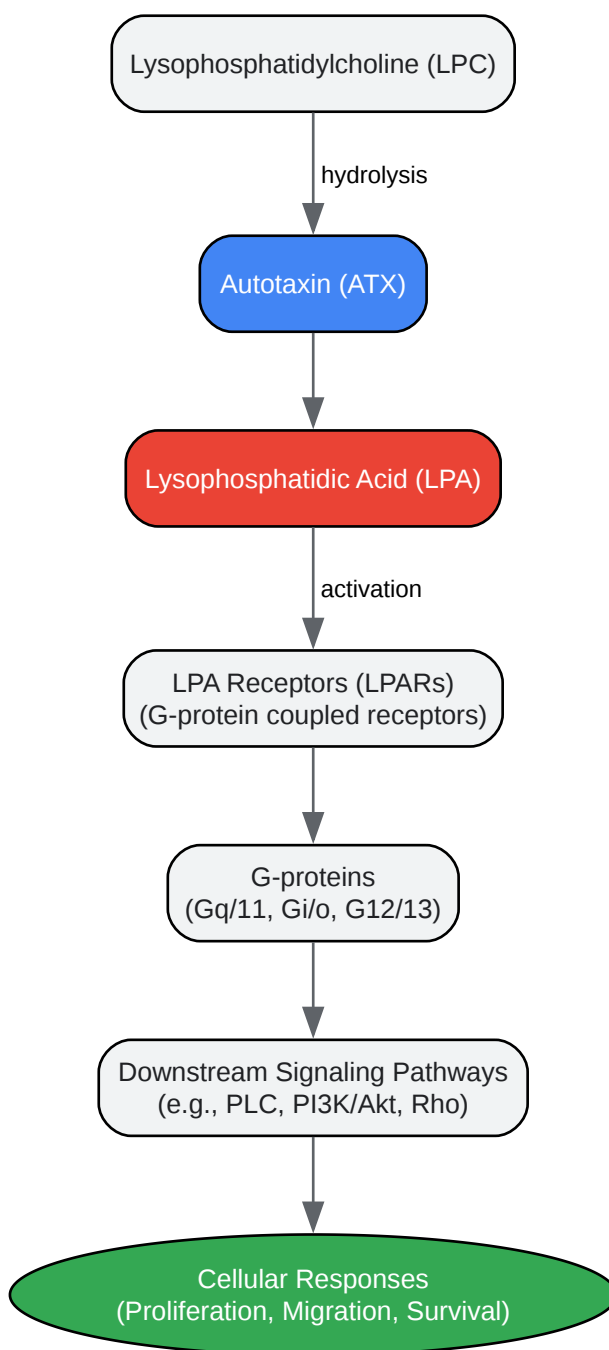 Lysophosphatidylcholine (LPC)
hydrolysis
Autotaxin (ATX)
Lysophosphatidic Acid (LPA)
activation
LPA Receptors (LPARs)
(G-protein coupled receptors)
G-proteins
(Gq/11, Gi/o, G12/13)
Downstream Signaling Pathways
(e.g., PLC, PI3K/Akt, Rho)
Cellular Responses
(Proliferation, Migration, Survival)